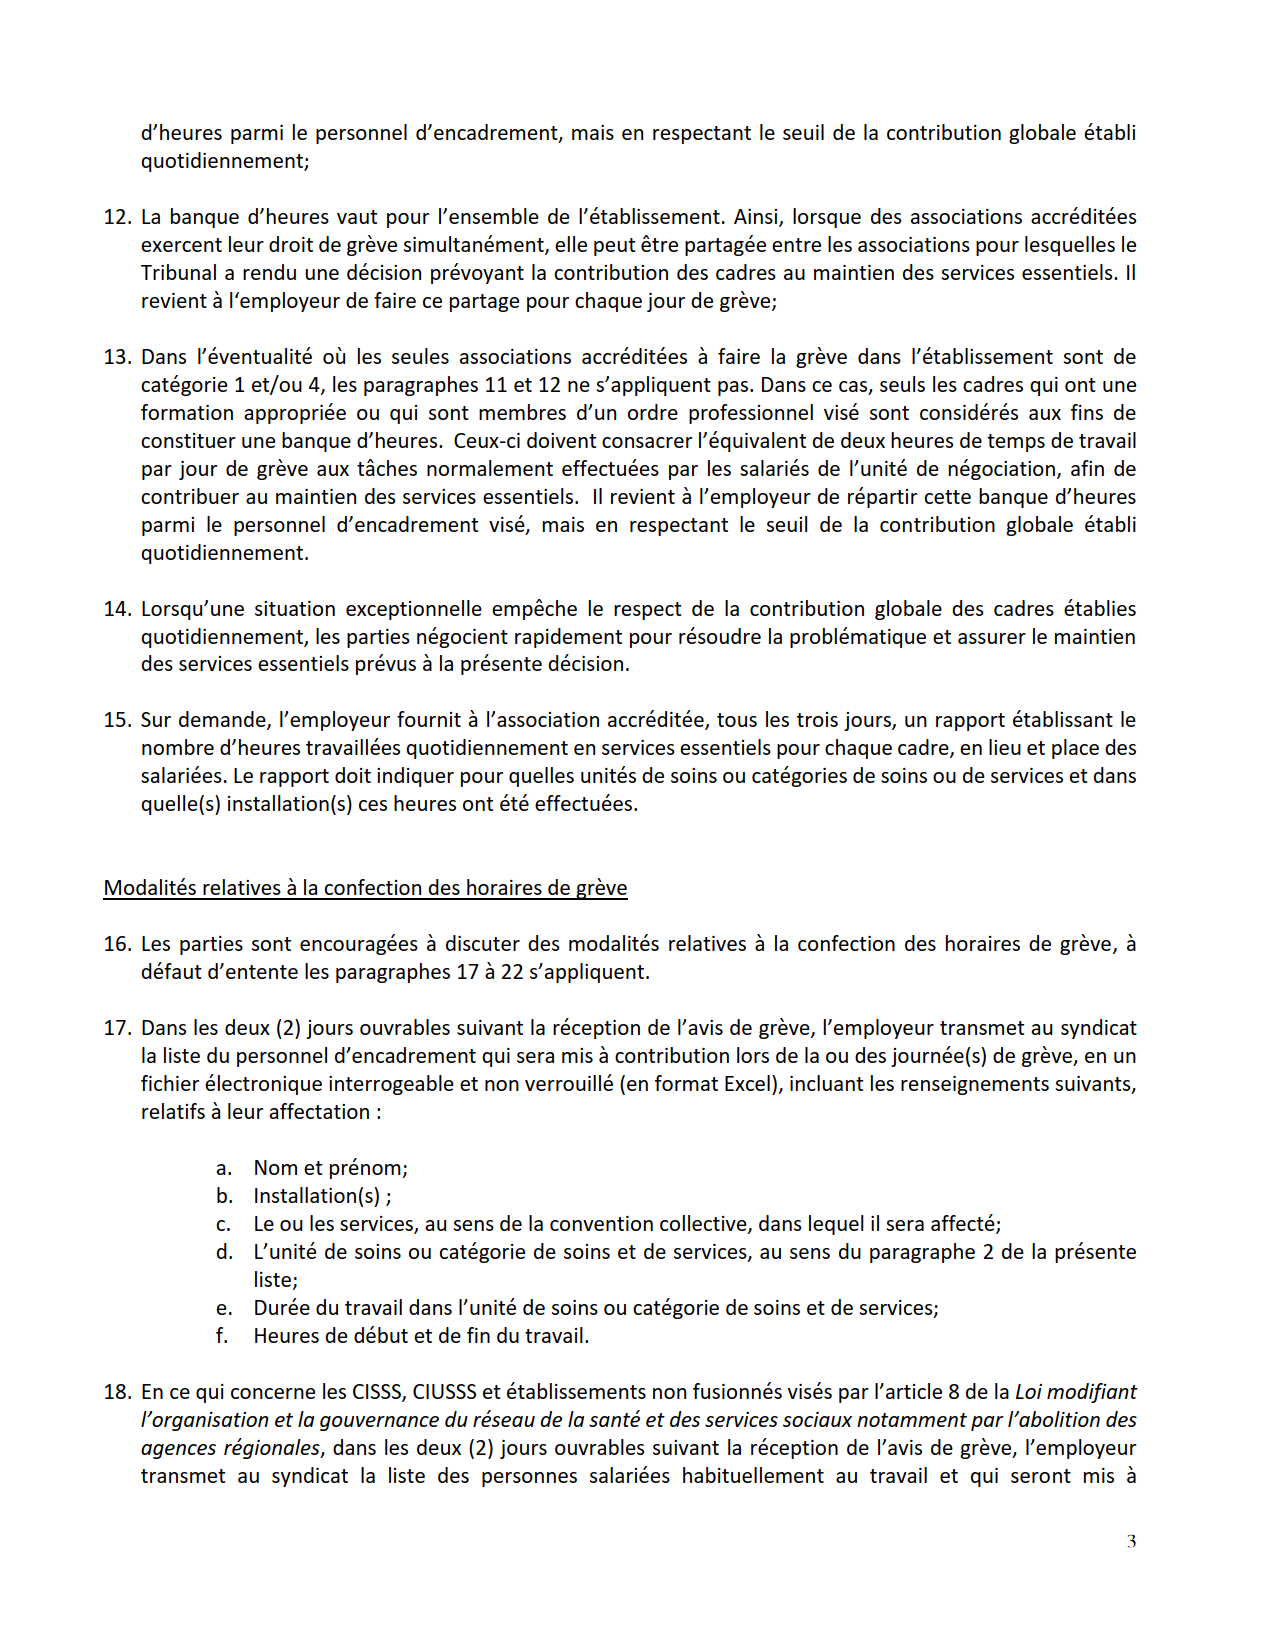 d’heures parmi le personnel d’encadrement, mais en respectant le seuil de la contribution globale établi
quotidiennement;
12. La banque d’heures vaut pour l’ensemble de l’établissement. Ainsi, lorsque des associations accréditées
exercent leur droit de grève simultanément, elle peut être partagée entre les associations pour lesquelles le
Tribunal a rendu une décision prévoyant la contribution des cadres au maintien des services essentiels. Il
revient à l‘employeur de faire ce partage pour chaque jour de grève;
13. Dans l’éventualité où les seules associations accréditées à faire la grève dans l’établissement sont de
catégorie 1 et/ou 4, les paragraphes 11 et 12 ne s’appliquent pas. Dans ce cas, seuls les cadres qui ont une
formation appropriée ou qui sont membres d’un ordre professionnel visé sont considérés aux fins de
constituer une banque d’heures.  Ceux-ci doivent consacrer l’équivalent de deux heures de temps de travail
par jour de grève aux tâches normalement effectuées par les salariés de l’unité de négociation, afin de
contribuer au maintien des services essentiels.  Il revient à l’employeur de répartir cette banque d’heures
parmi le personnel d’encadrement visé, mais en respectant le seuil de la contribution globale établi
quotidiennement.
14. Lorsqu’une situation exceptionnelle empêche le respect de la contribution globale des cadres établies
quotidiennement, les parties négocient rapidement pour résoudre la problématique et assurer le maintien
des services essentiels prévus à la présente décision.
15. Sur demande, l’employeur fournit à l’association accréditée, tous les trois jours, un rapport établissant le
nombre d’heures travaillées quotidiennement en services essentiels pour chaque cadre, en lieu et place des
salariées. Le rapport doit indiquer pour quelles unités de soins ou catégories de soins ou de services et dans
quelle(s) installation(s) ces heures ont été effectuées.
Modalités relatives à la confection des horaires de grève
16. Les parties sont encouragées à discuter des modalités relatives à la confection des horaires de grève, à
défaut d’entente les paragraphes 17 à 22 s’appliquent.
17. Dans les deux (2) jours ouvrables suivant la réception de l’avis de grève, l’employeur transmet au syndicat
la liste du personnel d’encadrement qui sera mis à contribution lors de la ou des journée(s) de grève, en un
fichier électronique interrogeable et non verrouillé (en format Excel), incluant les renseignements suivants,
relatifs à leur affectation :
a. Nom et prénom;
b. Installation(s) ;
c. Le ou les services, au sens de la convention collective, dans lequel il sera affecté;
d. L’unité de soins ou catégorie de soins et de services, au sens du paragraphe 2 de la présente
liste;
e. Durée du travail dans l’unité de soins ou catégorie de soins et de services;
f. Heures de début et de fin du travail.
18. En ce qui concerne les CISSS, CIUSSS et établissements non fusionnés visés par l’article 8 de la Loi modifiant
l’organisation et la gouvernance du réseau de la santé et des services sociaux notamment par l’abolition des
agences régionales, dans les deux (2) jours ouvrables suivant la réception de l’avis de grève, l’employeur
transmet au syndicat la liste des personnes salariées habituellement au travail et qui seront mis à
3